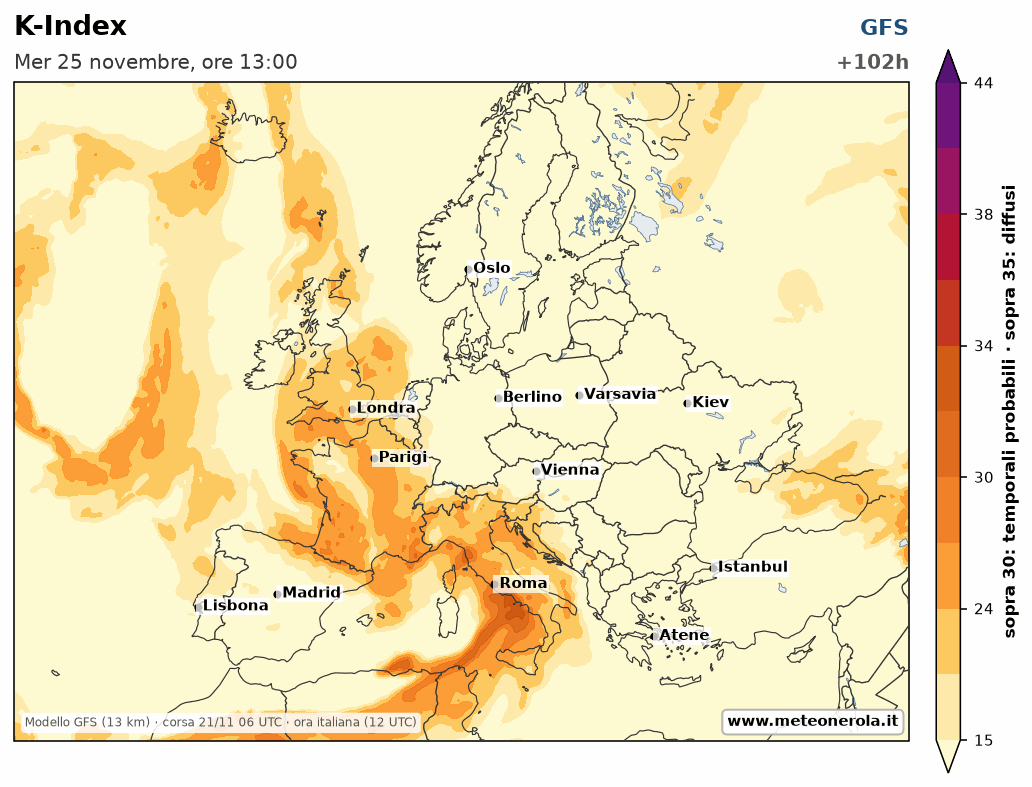 K-Index
GFS
Mer 25 novembre, ore 13:00
+102h
44
38
34
30
24
15
sopra 30: temporali probabili · sopra 35: diffusi
Oslo
Berlino
Varsavia
Kiev
Londra
Parigi
Vienna
Istanbul
Roma
Madrid
Lisbona
Atene
Modello GFS (13 km) · corsa 21/11 06 UTC · ora italiana (12 UTC)
www.meteonerola.it